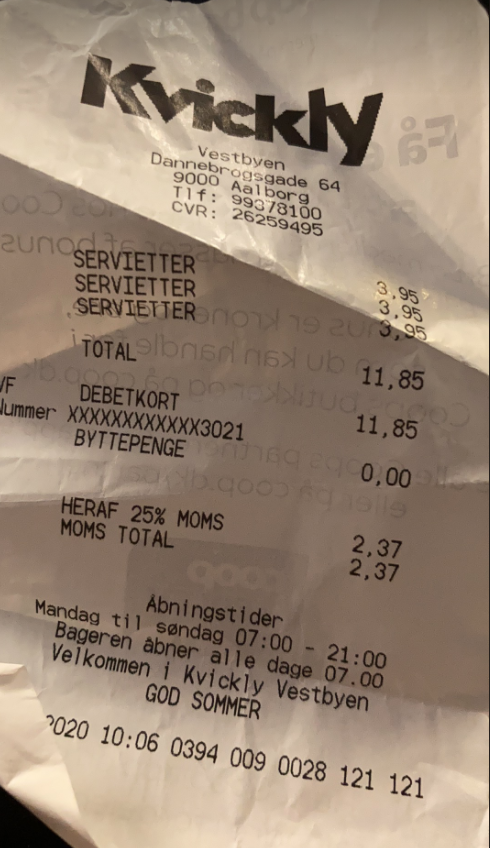 Kvickly
Vestbyen
Dannebrogsgade 64
9000 Aalborg
Tlf: 99378100
CVR: 26259495
SERVIETTER 3,95
SERVIETTER 3,95
SERVIETTER 3,95
TOTAL 11,85
VF DEBETKORT 11,85
Nummer XXXXXXXXXXXX3021
BYTTEPENGE 0,00
HERAF 25% MOMS 2,37
MOMS TOTAL 2,37
Åbningstider
Mandag til søndag 07:00 - 21:00
Bageren åbner alle dage 07.00
Velkommen i Kvickly Vestbyen
GOD SOMMER
2020 10:06 0394 009 0028 121 121